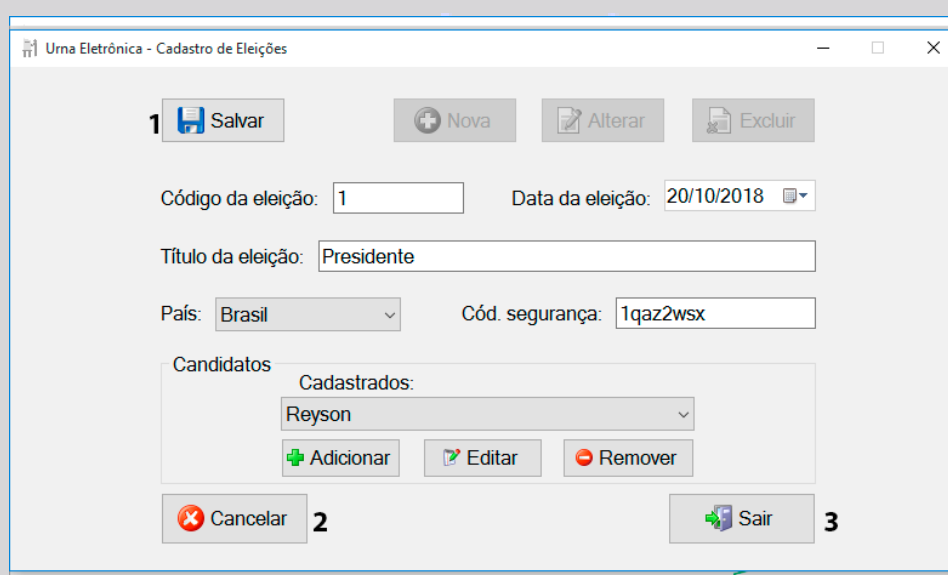 Urna Eletrônica - Cadastro de Eleições
1 Salvar Nova Alterar Excluir
Código da eleição: 1 Data da eleição: 20/10/2018
Título da eleição: Presidente
País: Brasil Cód. segurança: 1qaz2wsx
Candidatos
Cadastrados:
Reyson
Adicionar Editar Remover
Cancelar 2 Sair 3